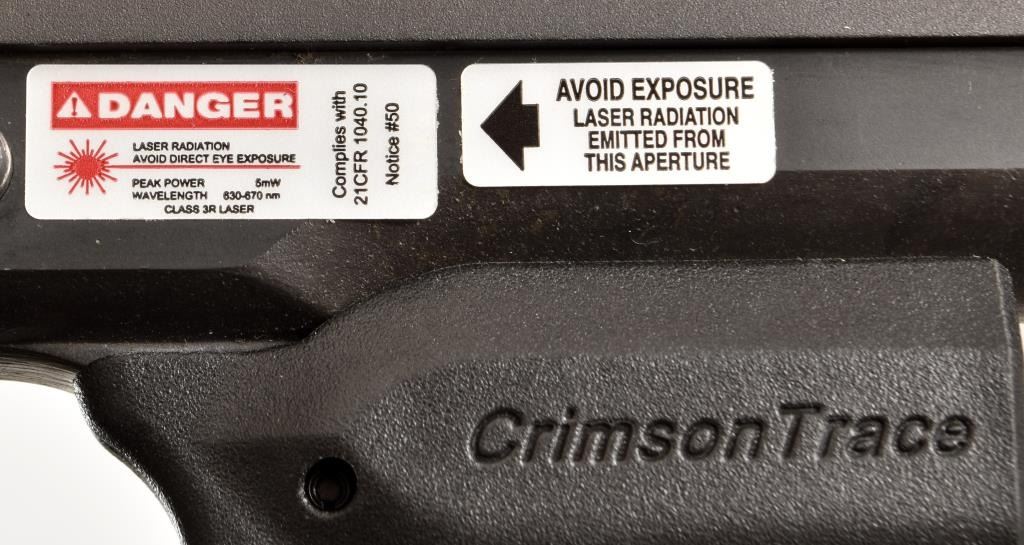 DANGER
LASER RADIATION
AVOID DIRECT EYE EXPOSURE
PEAK POWER 5mW
WAVELENGTH 630-670 nm
CLASS 3R LASER
Complies with
21CFR 1040.10
Notice #50
AVOID EXPOSURE
LASER RADIATION
EMITTED FROM
THIS APERTURE
CrimsonTrace